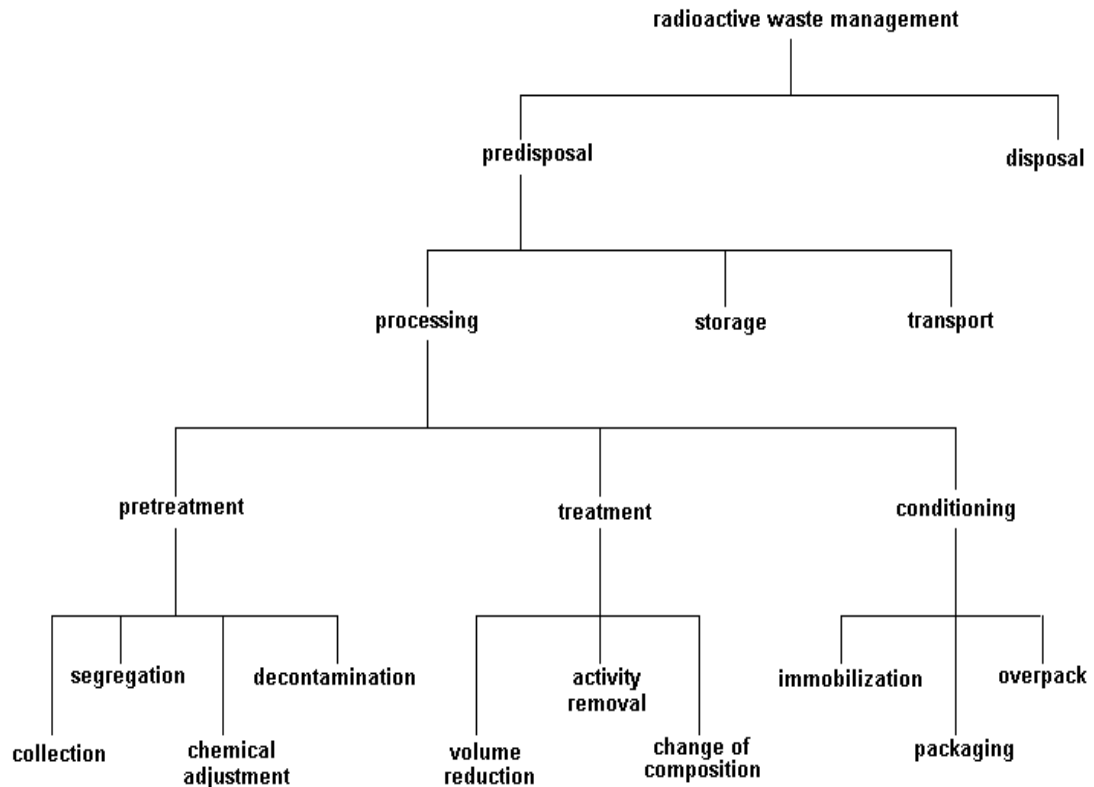 radioactive waste management
predisposal
disposal
processing
storage
transport
pretreatment
treatment
conditioning
segregation
decontamination
activity
removal
immobilization
overpack
collection
chemical
adjustment
volume
reduction
change of
composition
packaging